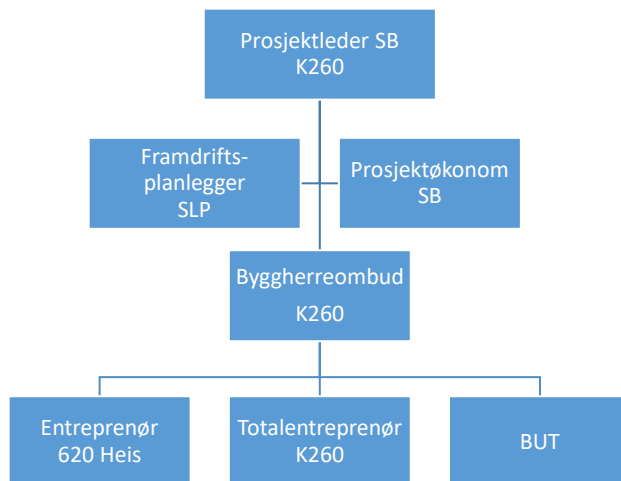 Prosjektleder SB
K260
Framdrifts-
planlegger
SLP
Prosjektøkonom
SB
Byggherreombud
K260
Entreprenør
620 Heis
Totalentreprenør
K260
BUT